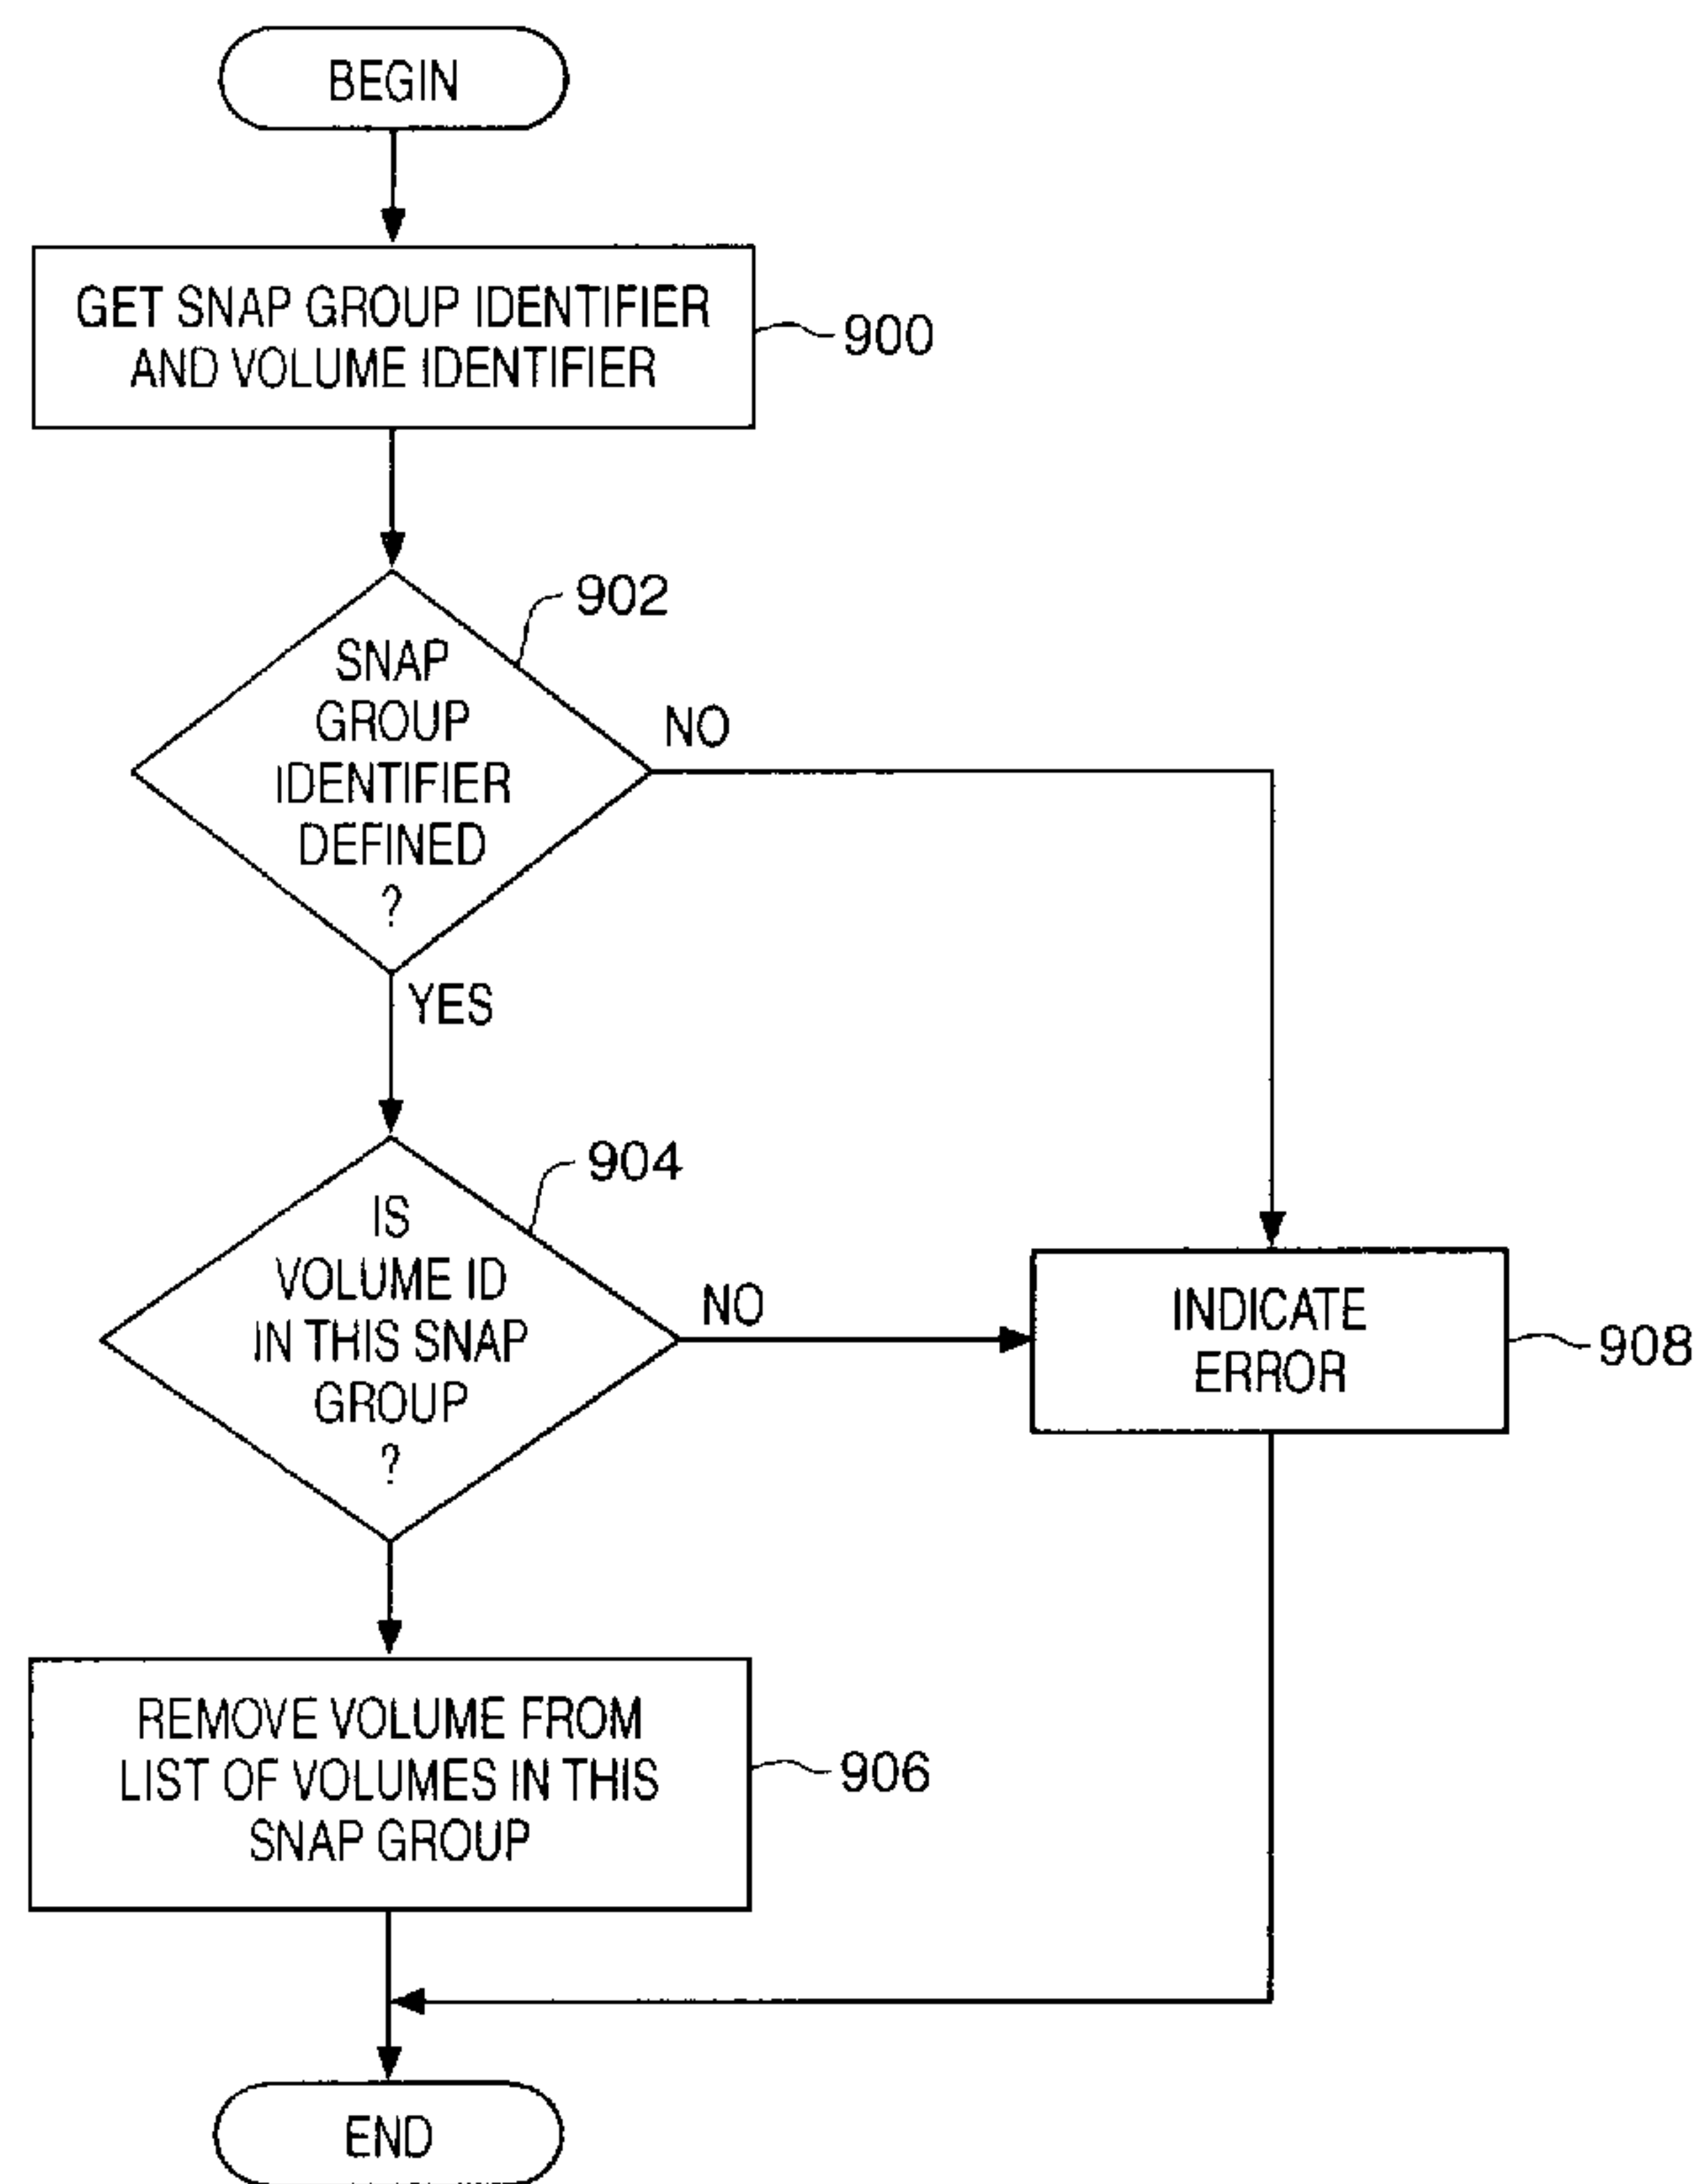 BEGIN
GET SNAP GROUP IDENTIFIER
AND VOLUME IDENTIFIER
900
902
SNAP
GROUP
IDENTIFIER
DEFINED
?
NO
YES
904
IS
VOLUME ID
IN THIS SNAP
GROUP
?
NO
INDICATE
ERROR
908
REMOVE VOLUME FROM
LIST OF VOLUMES IN THIS
SNAP GROUP
906
END